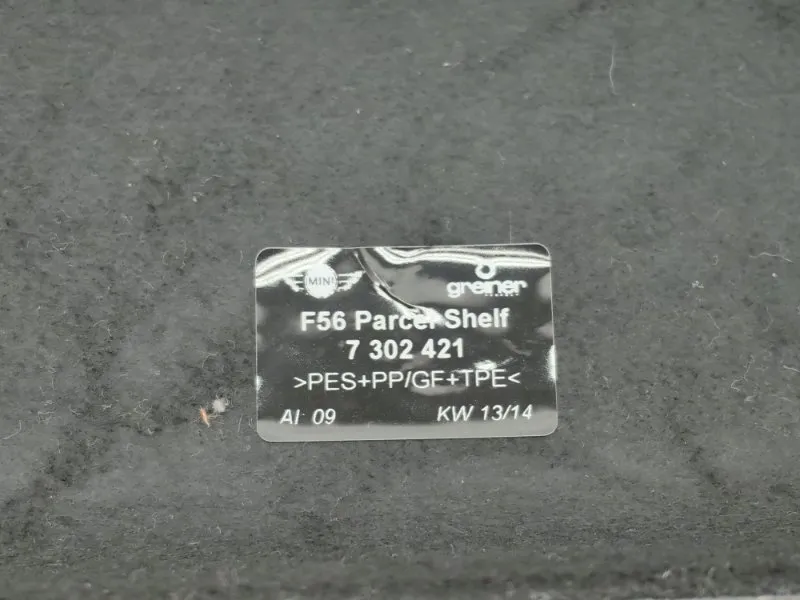 MINI
greiner
F56 Parcel Shelf
7 302 421
>PES+PP/GF+TPE<
AI 09 KW 13/14